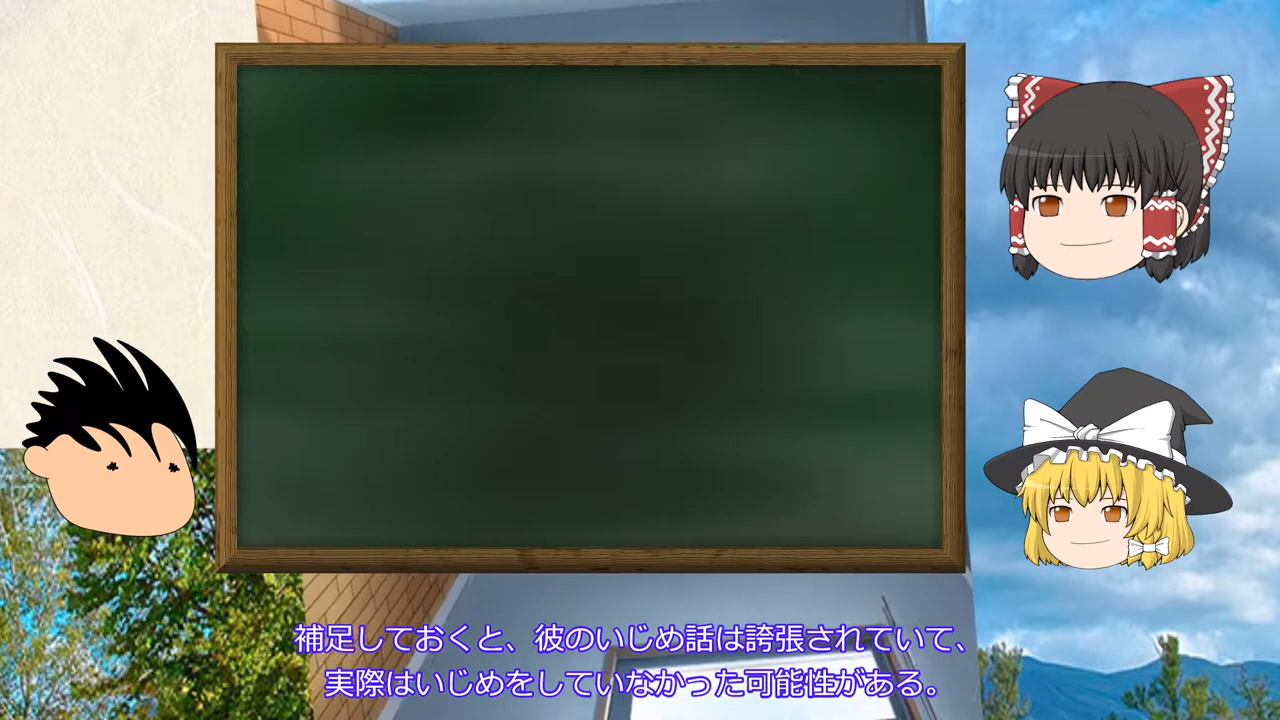 補足しておくと、彼のいじめ話は誇張されていて、
実際はいじめをしていなかった可能性がある。